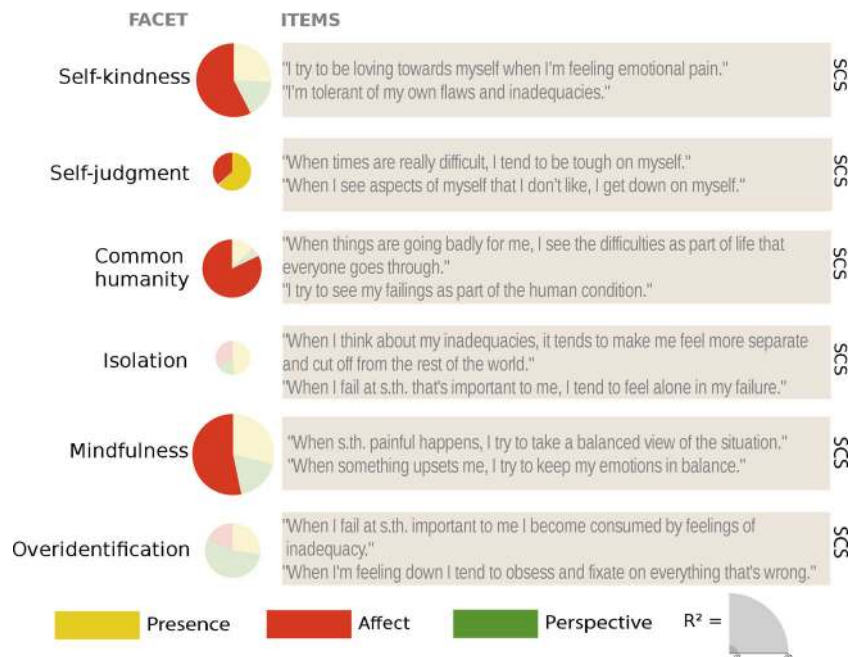 FACET ITEMS
Self-kindness
"I try to be loving towards myself when I'm feeling emotional pain."
"I'm tolerant of my own flaws and inadequacies."
SCS
Self-judgment
"When times are really difficult, I tend to be tough on myself."
"When I see aspects of myself that I don't like, I get down on myself."
SCS
Common
humanity
"When things are going badly for me, I see the difficulties as part of life that
everyone goes through."
"I try to see my failings as part of the human condition."
SCS
Isolation
"When I think about my inadequacies, it tends to make me feel more separate
and cut off from the rest of the world."
"When I fail at s.th. that's important to me, I tend to feel alone in my failure."
SCS
Mindfulness
"When s.th. painful happens, I try to take a balanced view of the situation."
"When something upsets me, I try to keep my emotions in balance."
SCS
Overidentification
"When I fail at s.th. important to me I become consumed by feelings of
inadequacy."
"When I'm feeling down I tend to obsess and fixate on everything that's wrong."
SCS
Presence Affect Perspective R² =